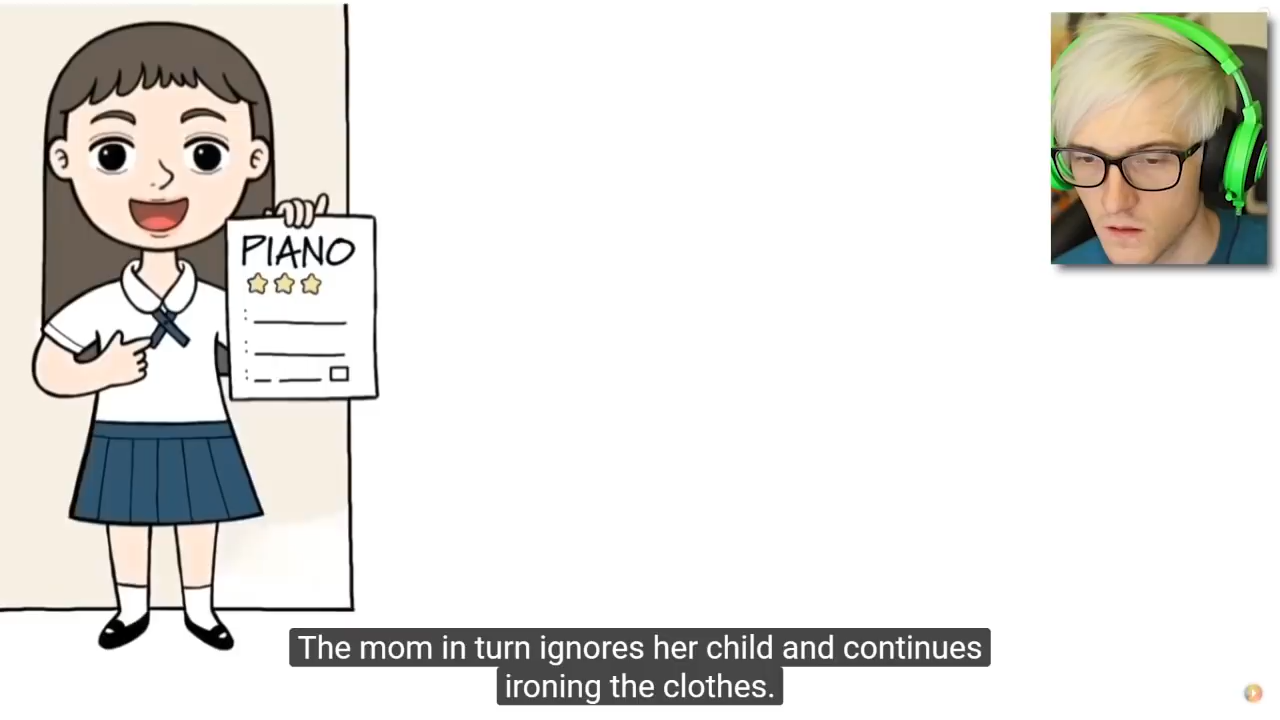 PIANO
The mom in turn ignores her child and continues
ironing the clothes.